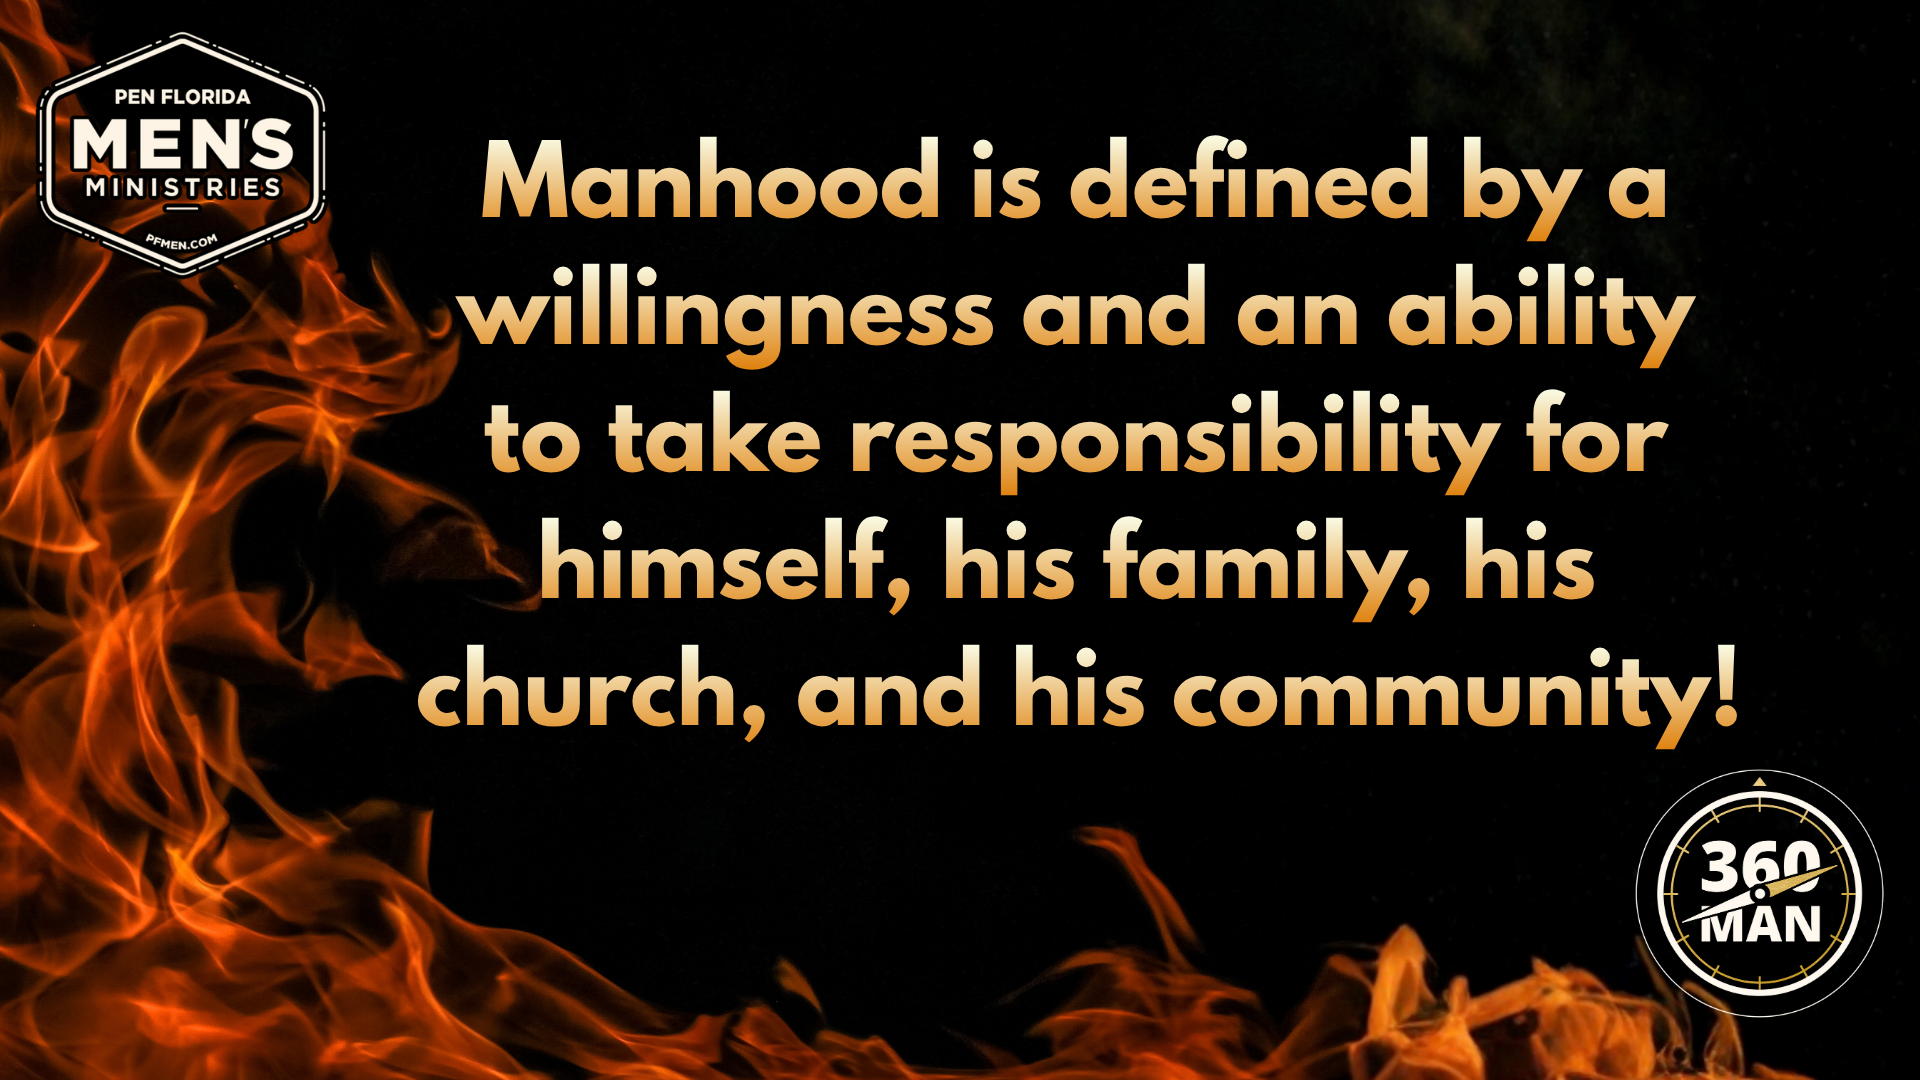 PEN FLORIDA
MEN'S
MINISTRIES
PFMEN.COM
Manhood is defined by a
willingness and an ability
to take responsibility for
himself, his family, his
church, and his community!
360
MAN